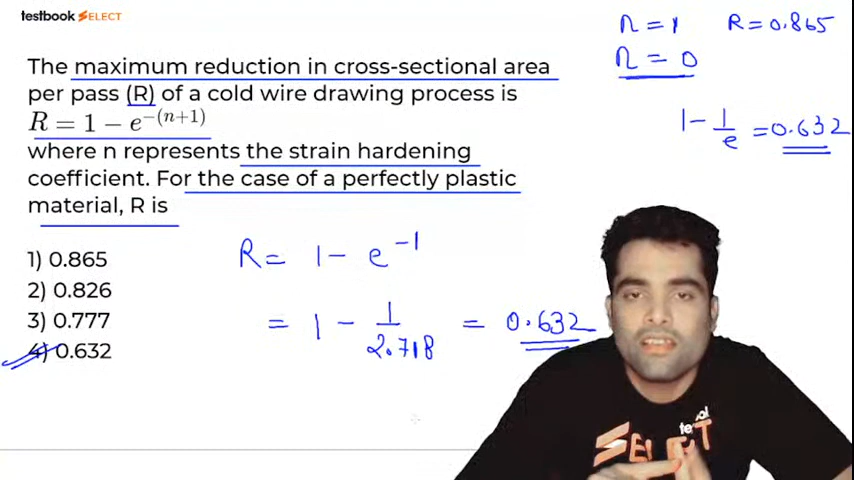 testbook SELECT
n = 1 R = 0.865
n = 0
1 - 1/e = 0.632
The maximum reduction in cross-sectional area
per pass (R) of a cold wire drawing process is
R = 1 − e^−(n+1)
where n represents the strain hardening
coefficient. For the case of a perfectly plastic
material, R is
1) 0.865
2) 0.826
3) 0.777
4) 0.632
R = 1 - e^-1
= 1 - 1/2.718 = 0.632